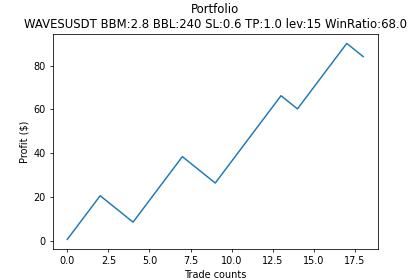 Portfolio
WAVESUSDT BBM:2.8 BBL:240 SL:0.6 TP:1.0 lev:15 WinRatio:68.0
Profit ($)
80
60
40
20
0
0.0 2.5 5.0 7.5 10.0 12.5 15.0 17.5
Trade counts